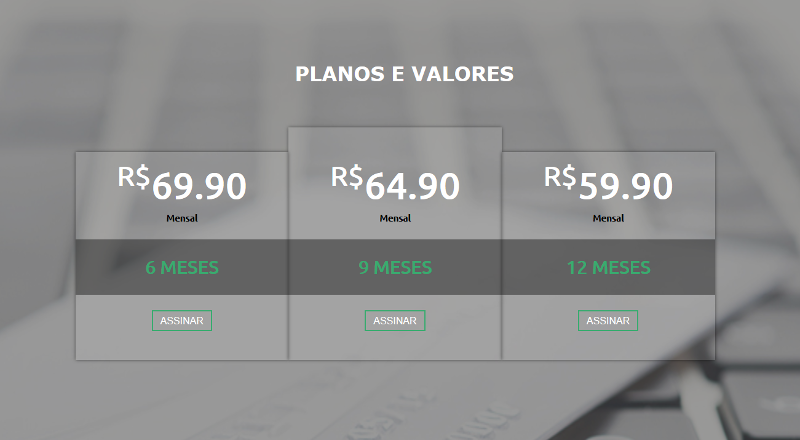 PLANOS E VALORES
R$69.90
Mensal
6 MESES
ASSINAR
R$64.90
Mensal
9 MESES
ASSINAR
R$59.90
Mensal
12 MESES
ASSINAR